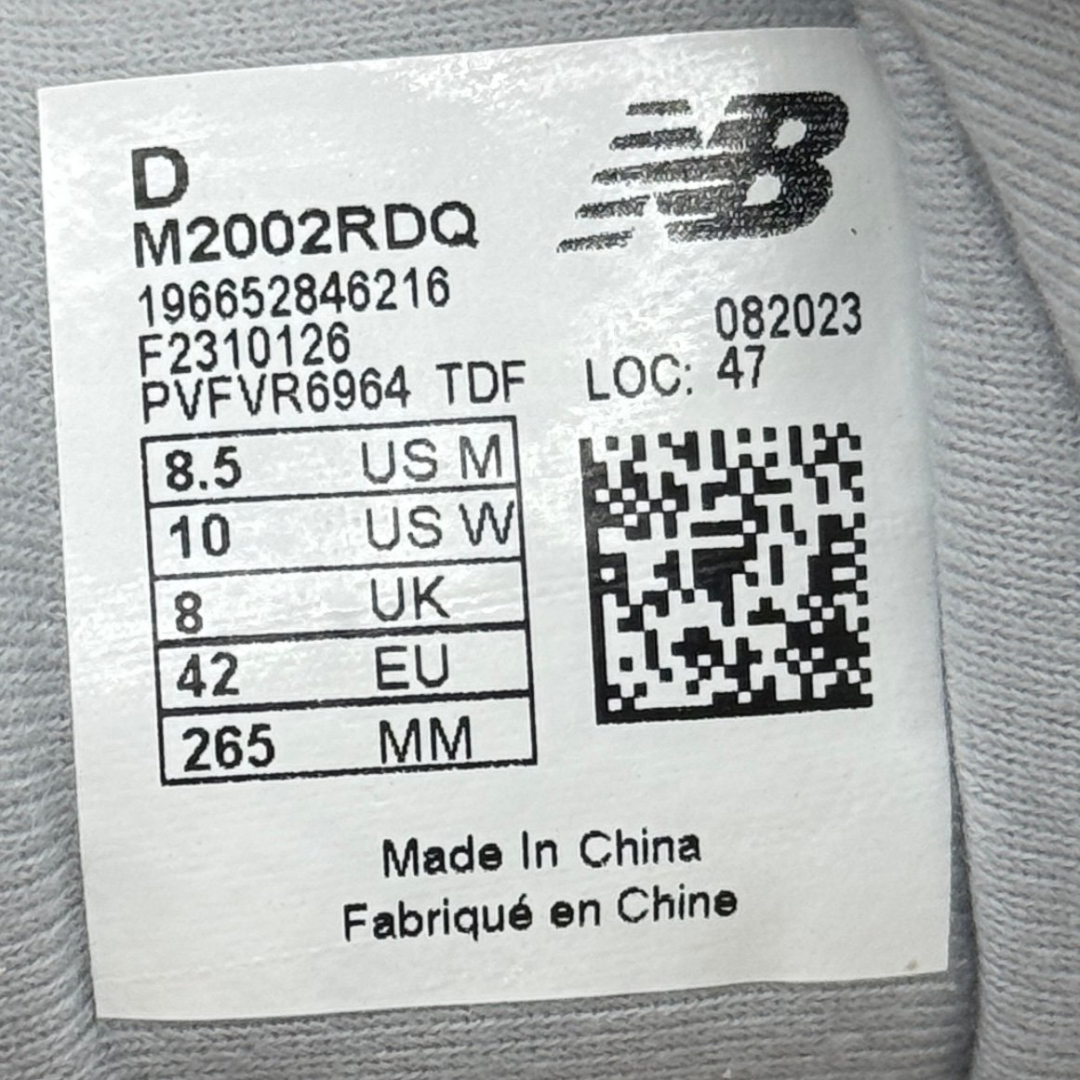 NB
D
M2002RDQ
196652846216
F2310126
082023
PVFVR6964 TDF LOC: 47
8.5 US M
10 US W
8 UK
42 EU
265 MM
Made In China
Fabriqué en Chine